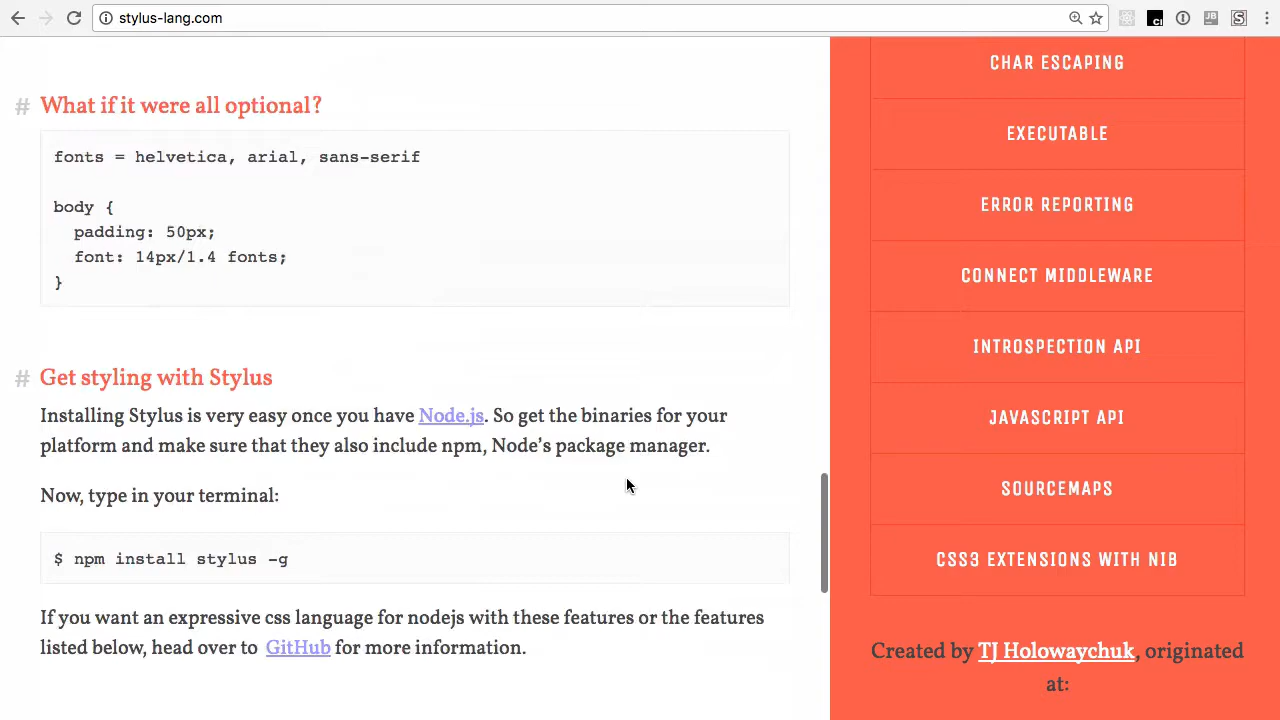 stylus-lang.com
# What if it were all optional?
fonts = helvetica, arial, sans-serif
body {
padding: 50px;
font: 14px/1.4 fonts;
}
# Get styling with Stylus
Installing Stylus is very easy once you have Node.js. So get the binaries for your
platform and make sure that they also include npm, Node’s package manager.
Now, type in your terminal:
$ npm install stylus -g
If you want an expressive css language for nodejs with these features or the features
listed below, head over to GitHub for more information.
CHAR ESCAPING
EXECUTABLE
ERROR REPORTING
CONNECT MIDDLEWARE
INTROSPECTION API
JAVASCRIPT API
SOURCEMAPS
CSS3 EXTENSIONS WITH NIB
Created by TJ Holowaychuk, originated
at: